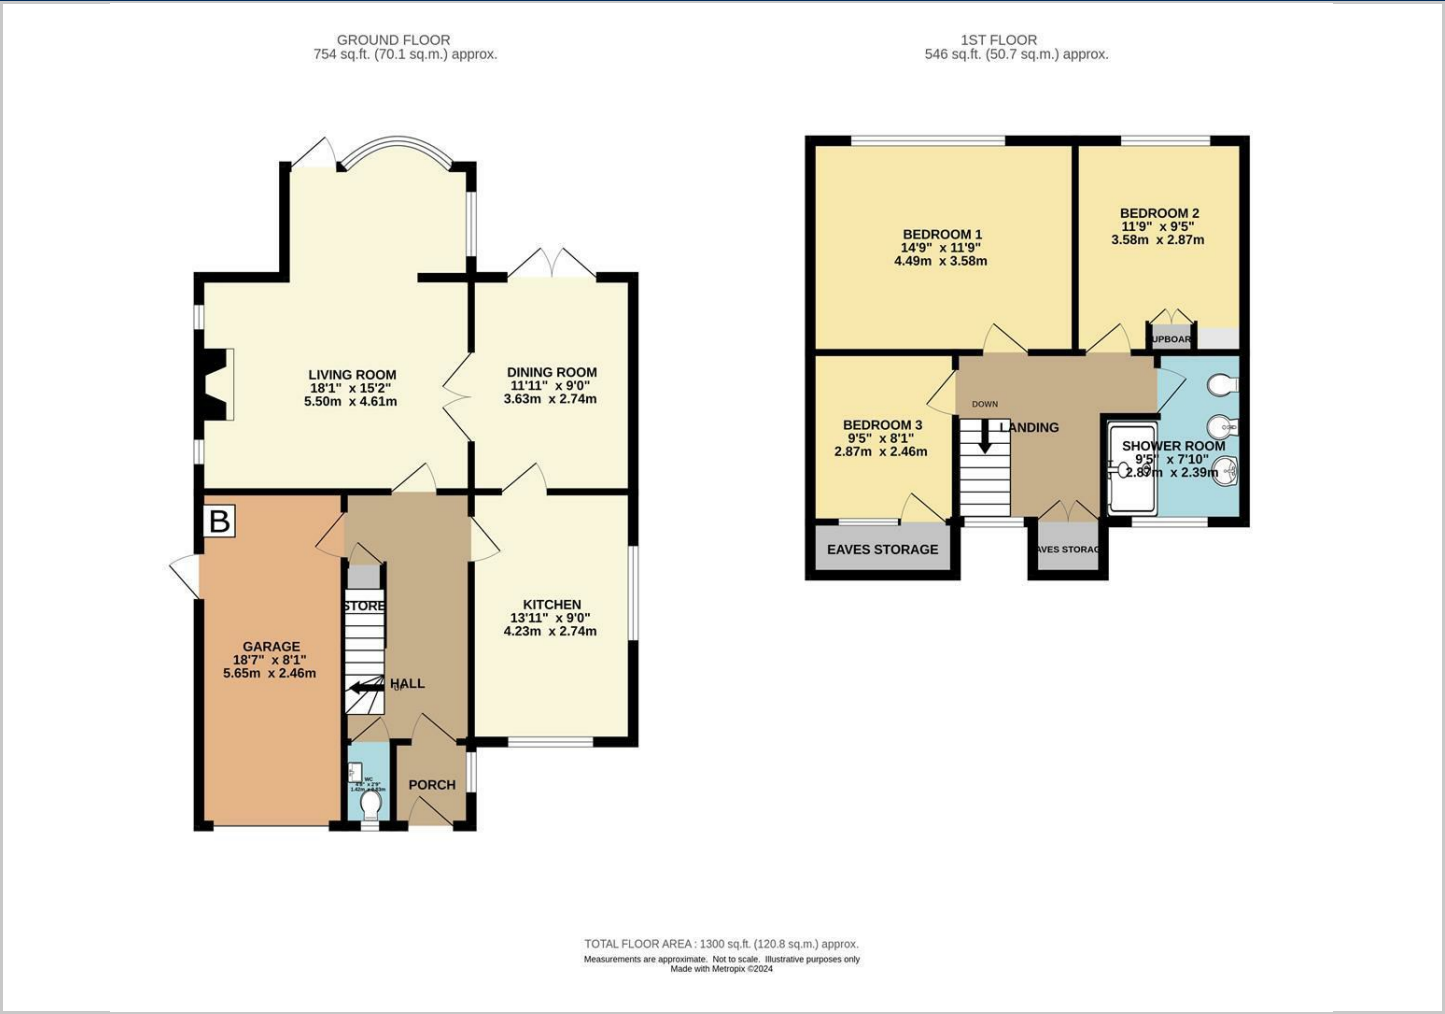 GROUND FLOOR
754 sq.ft. (70.1 sq.m.) approx.
1ST FLOOR
546 sq.ft. (50.7 sq.m.) approx.
LIVING ROOM
18'1" x 15'2"
5.50m x 4.61m
DINING ROOM
11'11" x 9'0"
3.63m x 2.74m
B
STORE
GARAGE
18'7" x 8'1"
5.65m x 2.46m
KITCHEN
13'11" x 9'0"
4.23m x 2.74m
UP
HALL
WC
PORCH
BEDROOM 1
14'9" x 11'9"
4.49m x 3.58m
BEDROOM 2
11'9" x 9'5"
3.58m x 2.87m
UPBOAR
DOWN
LANDING
BEDROOM 3
9'5" x 8'1"
2.87m x 2.46m
SHOWER ROOM
9'5" x 7'10"
2.87m x 2.39m
EAVES STORAGE
AVES STORAG
TOTAL FLOOR AREA : 1300 sq.ft. (120.8 sq.m.) approx.
Measurements are approximate. Not to scale. Illustrative purposes only
Made with Metropix ©2024